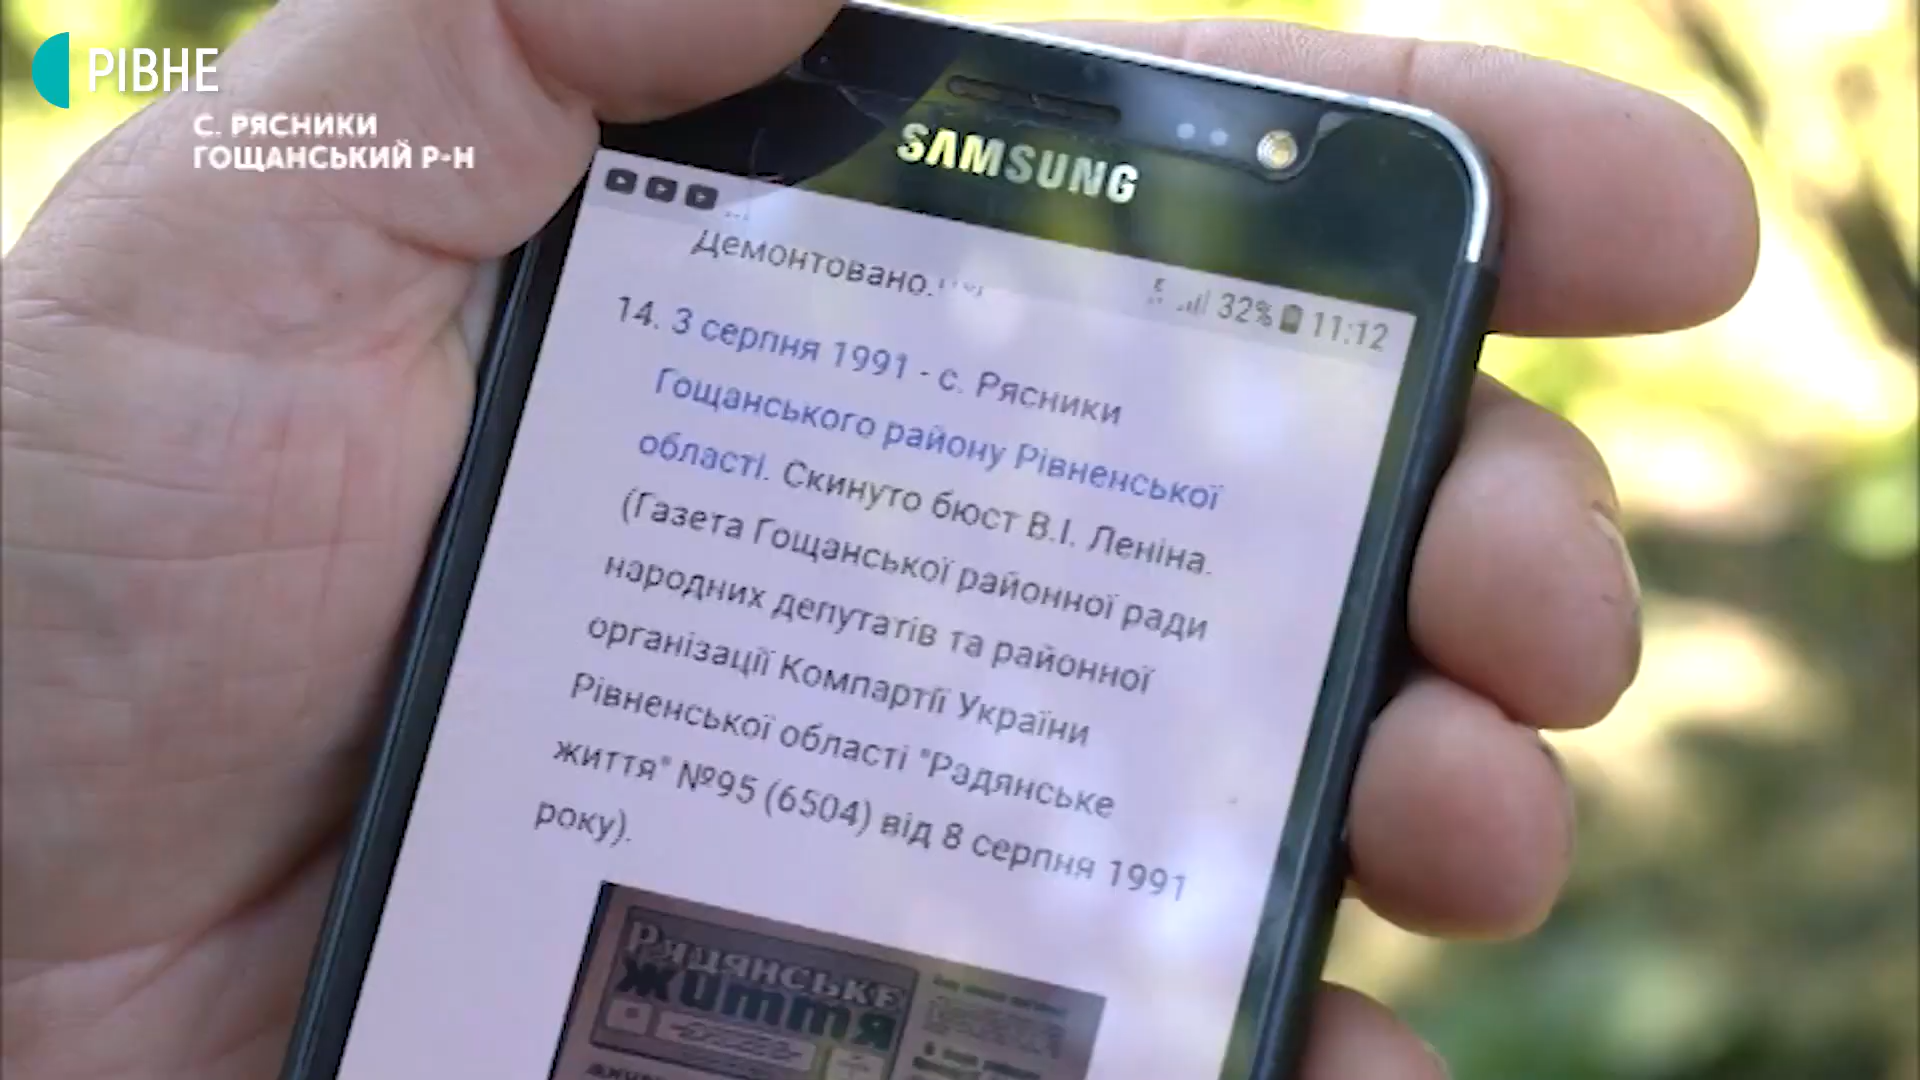 РІВНЕ
С. РЯСНИКИ
ГОЩАНСЬКИЙ Р-Н
SAMSUNG
32% 11:12
Демонтовано.
14. 3 серпня 1991 - с. Рясники
Гощанського району Рівненської
області. Скинуто бюст В.І. Леніна.
(Газета Гощанської районної ради
народних депутатів та районної
організації Компартії України
Рівненської області "Радянське
життя" №95 (6504) від 8 серпня 1991
року).
Радянське
життя